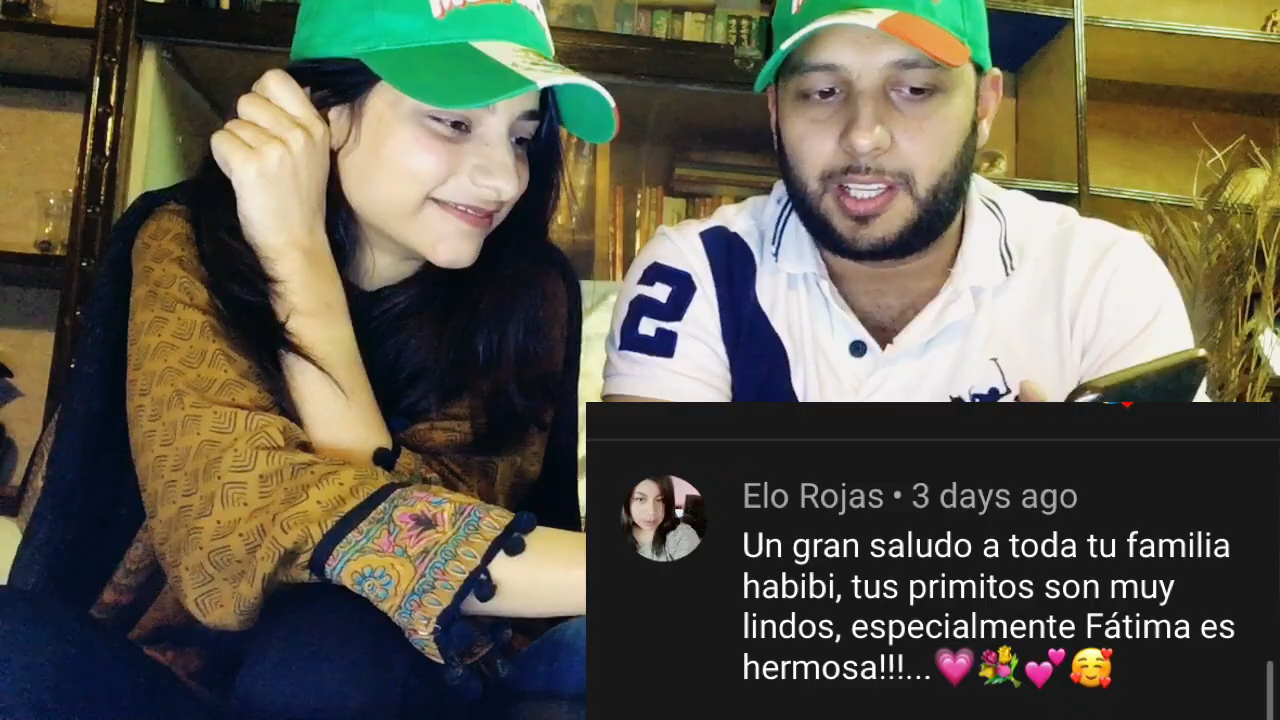 2
Elo Rojas • 3 days ago
Un gran saludo a toda tu familia
habibi, tus primitos son muy
lindos, especialmente Fátima es
hermosa!!!...💗💐💕🥰